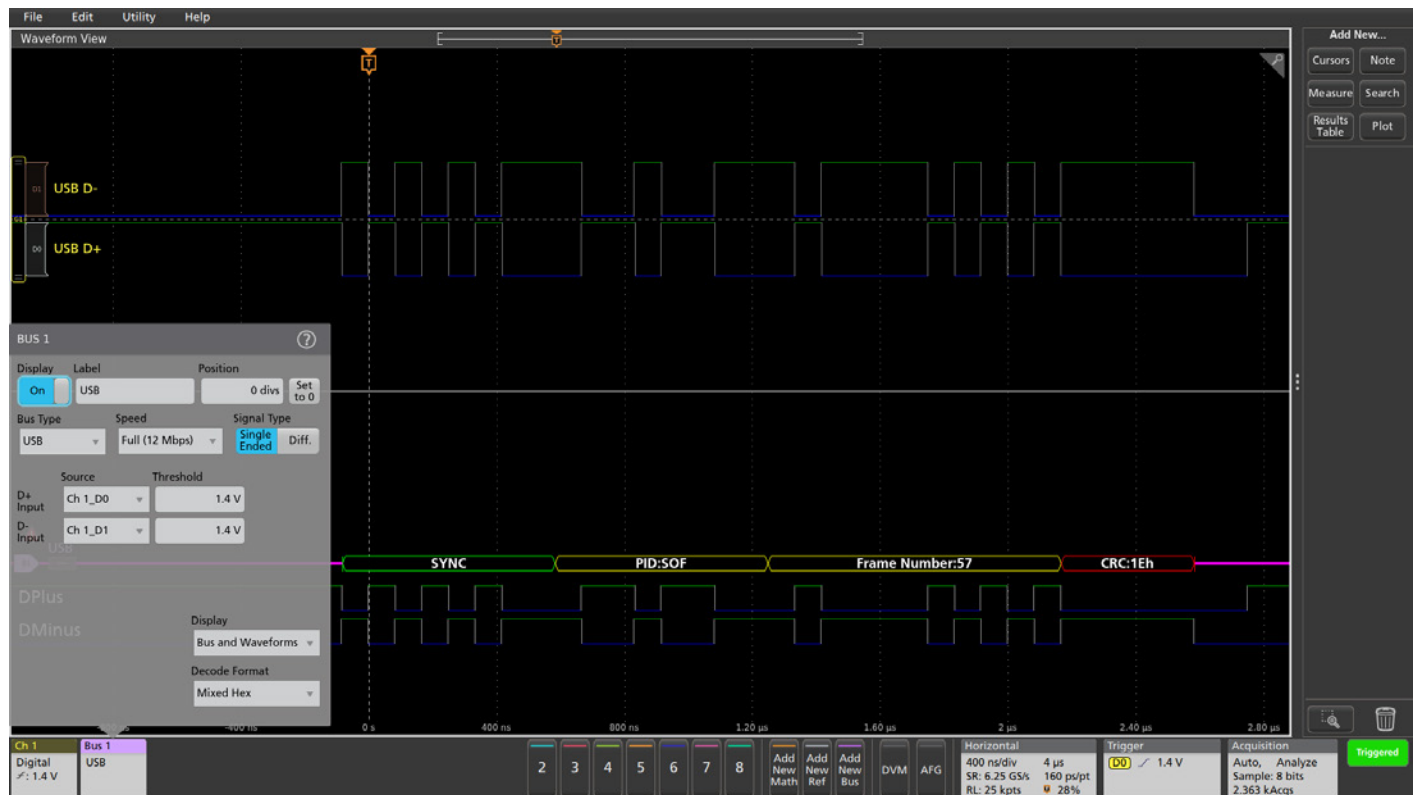 File Edit Utility Help
Waveform View
Add New...
Cursors Note
Measure Search
Results Table Plot
T
T
D1 USB D-
D0 USB D+
BUS 1 ?
Display Label Position
On USB 0 divs Set to 0
Bus Type Speed Signal Type
USB Full (12 Mbps) Single Ended Diff.
Source Threshold
D+ Input Ch 1_D0 1.4 V
D- Input Ch 1_D1 1.4 V
USB
SYNC PID:SOF Frame Number:57 CRC:1Eh
DPlus
DMinus
Display
Bus and Waveforms
Decode Format
Mixed Hex
-400 ns 0 s 400 ns 800 ns 1.20 µs 1.60 µs 2 µs 2.40 µs 2.80 µs
Ch 1
Digital
: 1.4 V
Bus 1
USB
2 3 4 5 6 7 8
Add New Math
Add New Ref
Add New Bus
DVM AFG
Horizontal
400 ns/div 4 µs
SR: 6.25 GS/s 160 ps/pt
RL: 25 kpts 28%
Trigger
D0 1.4 V
Acquisition
Auto, Analyze
Sample: 8 bits
2.363 kAcqs
Triggered